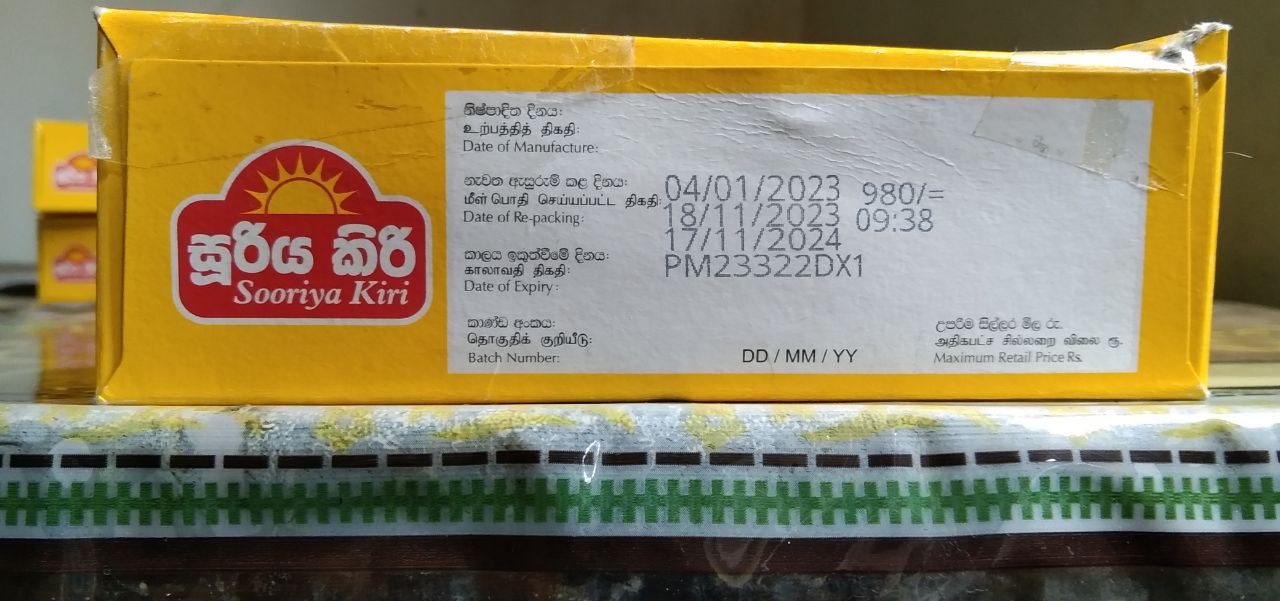 සූරිය කිරි
Sooriya Kiri
නිෂ්පාදිත දිනය:
உற்பத்தித் திகதி:
Date of Manufacture:
නැවත ඇසුරුම් කළ දිනය:
மீள் பொதி செய்யப்பட்ட திகதி:
Date of Re-packing:
කාලය ඉකුත්වීමේ දිනය:
காலாவதி திகதி:
Date of Expiry:
කාණ්ඩ අංකය:
தொகுதிக் குறியீடு:
Batch Number:
04/01/2023 980/=
18/11/2023 09:38
17/11/2024
PM23322DX1
DD / MM / YY
උපරිම සිල්ලර මිල රු.
அதிகபட்ச சில்லறை விலை ரூ.
Maximum Retail Price Rs.